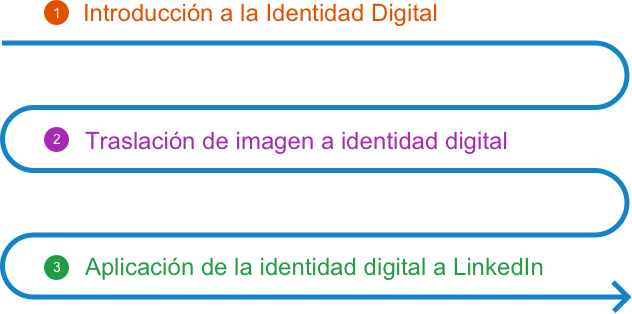 1 Introducción a la Identidad Digital
2 Traslación de imagen a identidad digital
3 Aplicación de la identidad digital a LinkedIn